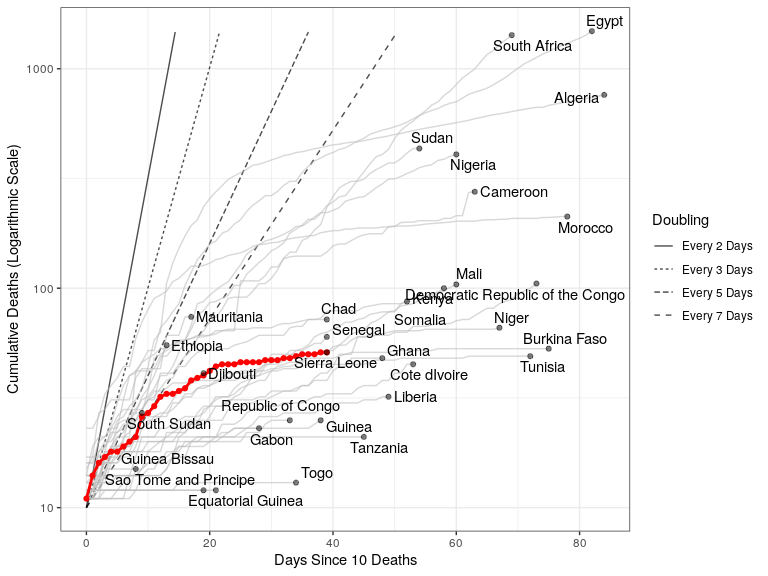 Egypt
South Africa
1000
Algeria
Sudan
Nigeria
Cameroon
Morocco
Doubling
Every 2 Days
Every 3 Days
Every 5 Days
Every 7 Days
Mali
100
Democratic Republic of the Congo
Kenya
Chad
Mauritania
Somalia
Niger
Senegal
Burkina Faso
Ethiopia
Ghana
Sierra Leone
Tunisia
Djibouti
Cote dIvoire
Liberia
Republic of Congo
South Sudan
Guinea
Gabon
Tanzania
Guinea Bissau
Togo
Sao Tome and Principe
Equatorial Guinea
10
0
20
40
60
80
Days Since 10 Deaths
Cumulative Deaths (Logarithmic Scale)